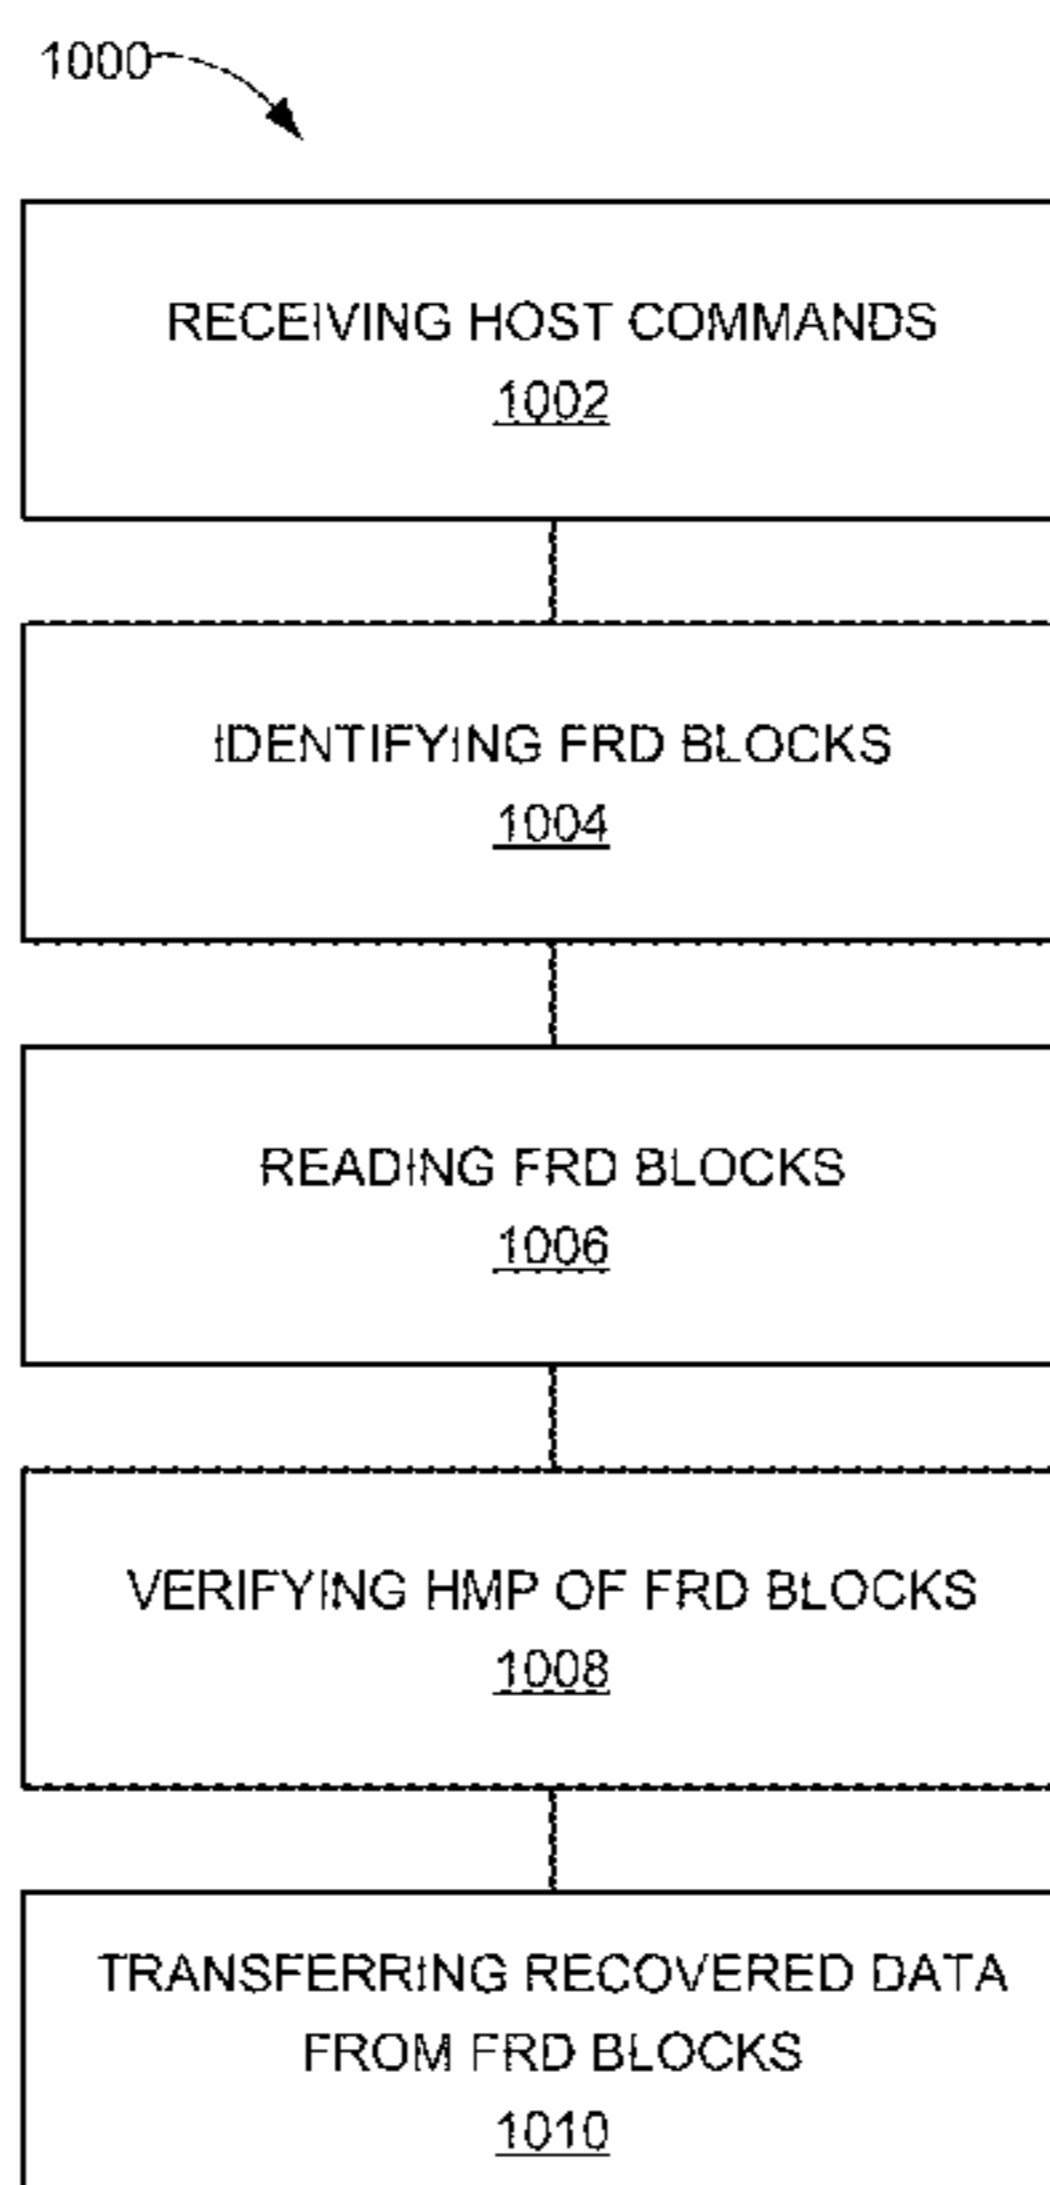 1000
RECEIVING HOST COMMANDS
1002
IDENTIFYING FRD BLOCKS
1004
READING FRD BLOCKS
1006
VERIFYING HMP OF FRD BLOCKS
1008
TRANSFERRING RECOVERED DATA
FROM FRD BLOCKS
1010